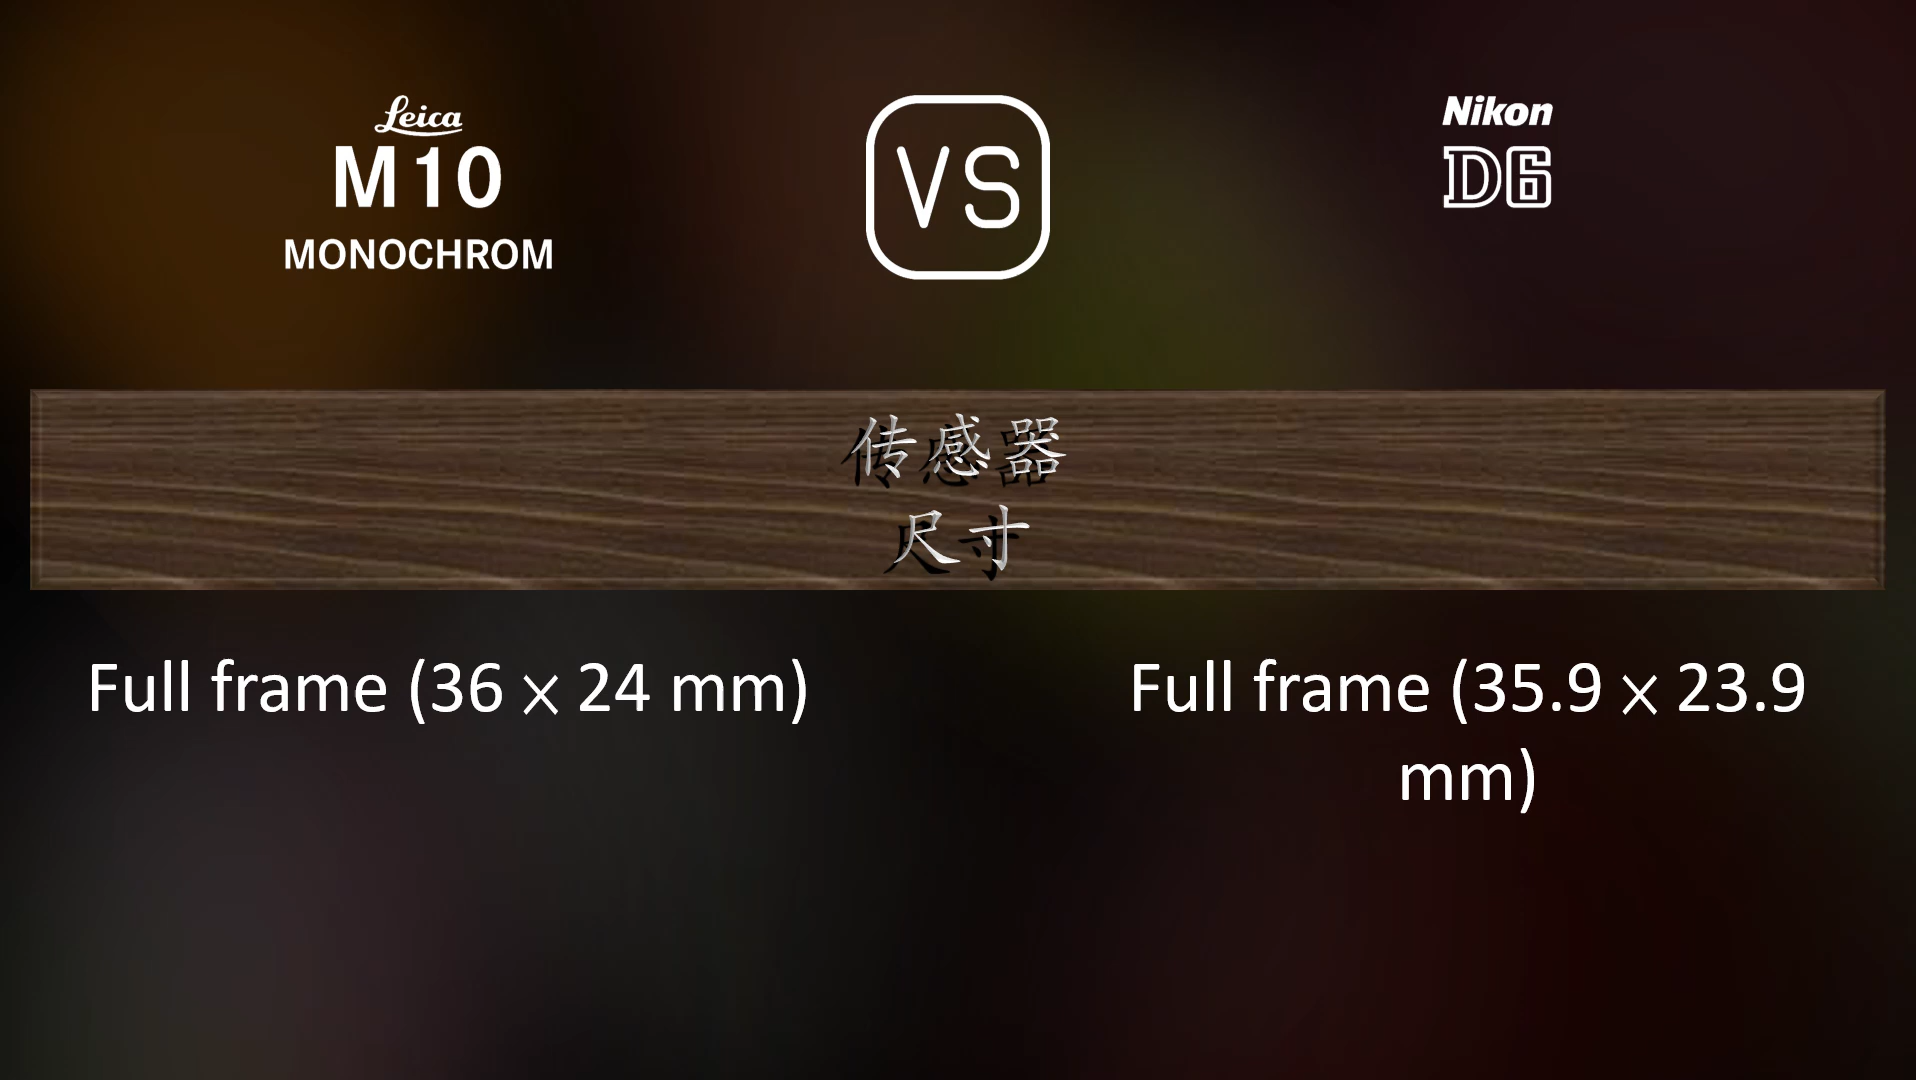 Leica
M10
MONOCHROM
VS
Nikon
D6
传感器
尺寸
Full frame (36 x 24 mm)
Full frame (35.9 x 23.9
mm)